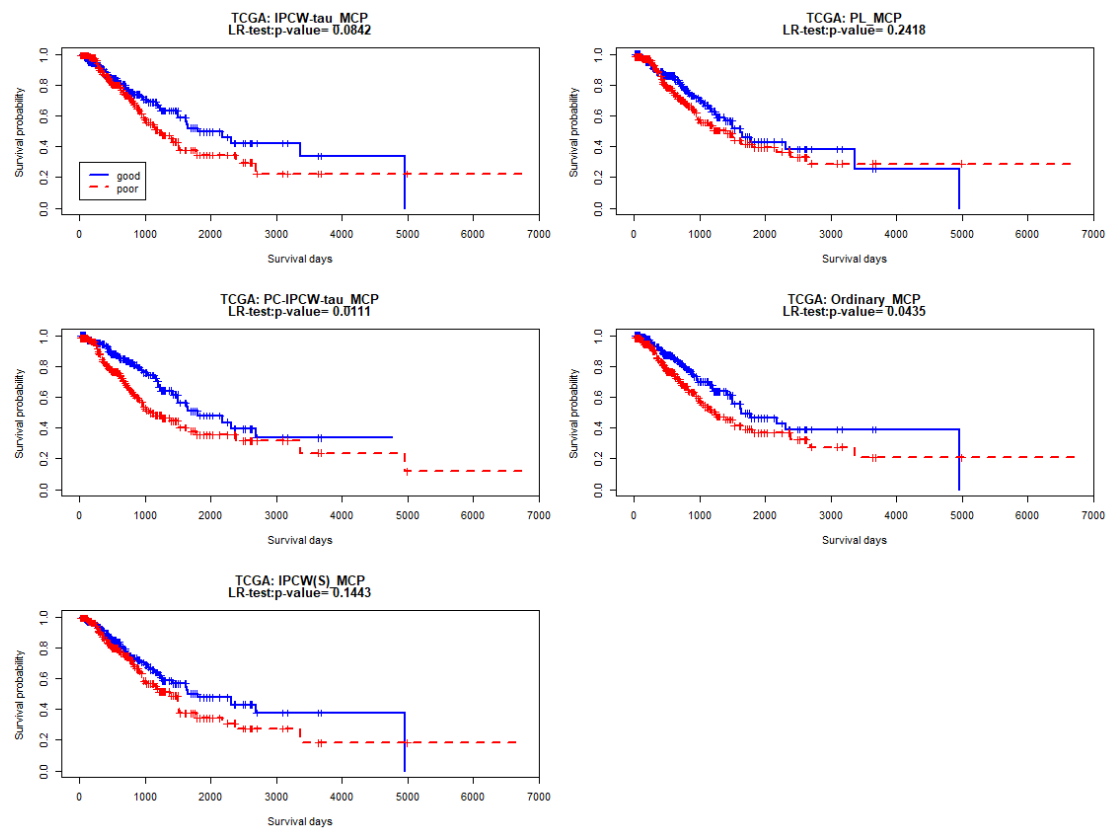 TCGA: IPCW-tau_MCP
LR-test:p-value= 0.0842
Survival probability
1.0
0.8
0.6
0.4
0.2
0.0
good
poor
0 1000 2000 3000 4000 5000 6000 7000
Survival days
TCGA: PL_MCP
LR-test:p-value= 0.2418
Survival probability
1.0
0.8
0.6
0.4
0.2
0.0
0 1000 2000 3000 4000 5000 6000 7000
Survival days
TCGA: PC-IPCW-tau_MCP
LR-test:p-value= 0.0111
Survival probability
1.0
0.8
0.6
0.4
0.2
0.0
0 1000 2000 3000 4000 5000 6000 7000
Survival days
TCGA: Ordinary_MCP
LR-test:p-value= 0.0435
Survival probability
1.0
0.8
0.6
0.4
0.2
0.0
0 1000 2000 3000 4000 5000 6000 7000
Survival days
TCGA: IPCW(S)_MCP
LR-test:p-value= 0.1443
Survival probability
1.0
0.8
0.6
0.4
0.2
0.0
0 1000 2000 3000 4000 5000 6000 7000
Survival days